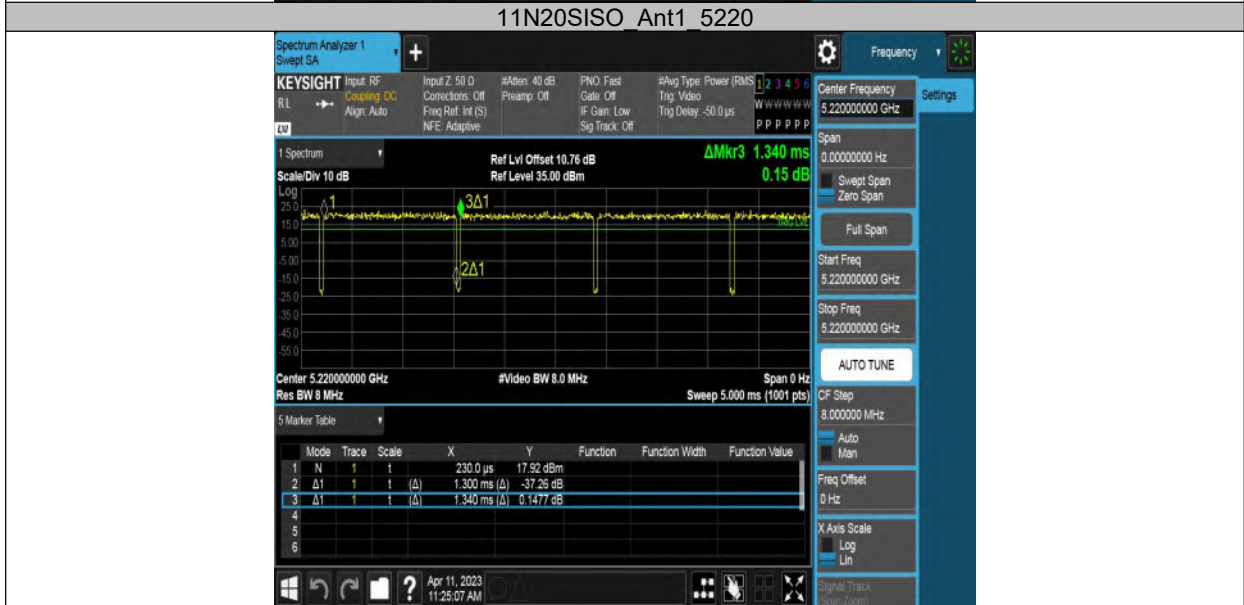 11N20SISO_Ant1_5220
Spectrum Analyzer 1
Swept SA
Frequency
KEYSIGHT
RL
LXI
Input: RF
Coupling: DC
Align: Auto
Input Z: 50 Ω
Corrections: Off
Freq Ref: Int (S)
NFE: Adaptive
#Atten: 40 dB
Preamp: Off
PNO: Fast
Gate: Off
IF Gain: Low
Sig Track: Off
#Avg Type: Power (RMS
Trig: Video
Trig Delay: -50.0 µs
1 2 3 4 5 6
W W W W W W
P P P P P P
Center Frequency
5.220000000 GHz
Settings
1 Spectrum
Scale/Div 10 dB
Ref Lvl Offset 10.76 dB
Ref Level 35.00 dBm
ΔMkr3 1.340 ms
0.15 dB
Span
0.00000000 Hz
Swept Span
Zero Span
Full Span
Log
25.0
15.0
5.00
-5.00
-15.0
-25.0
-35.0
-45.0
-55.0
1
3Δ1
2Δ1
TRIG LVL
Start Freq
5.220000000 GHz
Stop Freq
5.220000000 GHz
AUTO TUNE
Center 5.220000000 GHz
#Video BW 8.0 MHz
Span 0 Hz
Res BW 8 MHz
Sweep 5.000 ms (1001 pts)
CF Step
8.000000 MHz
Auto
Man
5 Marker Table
Mode Trace Scale X Y Function Function Width Function Value
1 N 1 t 230.0 µs 17.92 dBm
2 Δ1 1 t (Δ) 1.300 ms (Δ) -37.26 dB
3 Δ1 1 t (Δ) 1.340 ms (Δ) 0.1477 dB
4
5
6
Freq Offset
0 Hz
X Axis Scale
Log
Lin
Signal Track
(Span Zoom)
?
Apr 11, 2023
11:25:07 AM